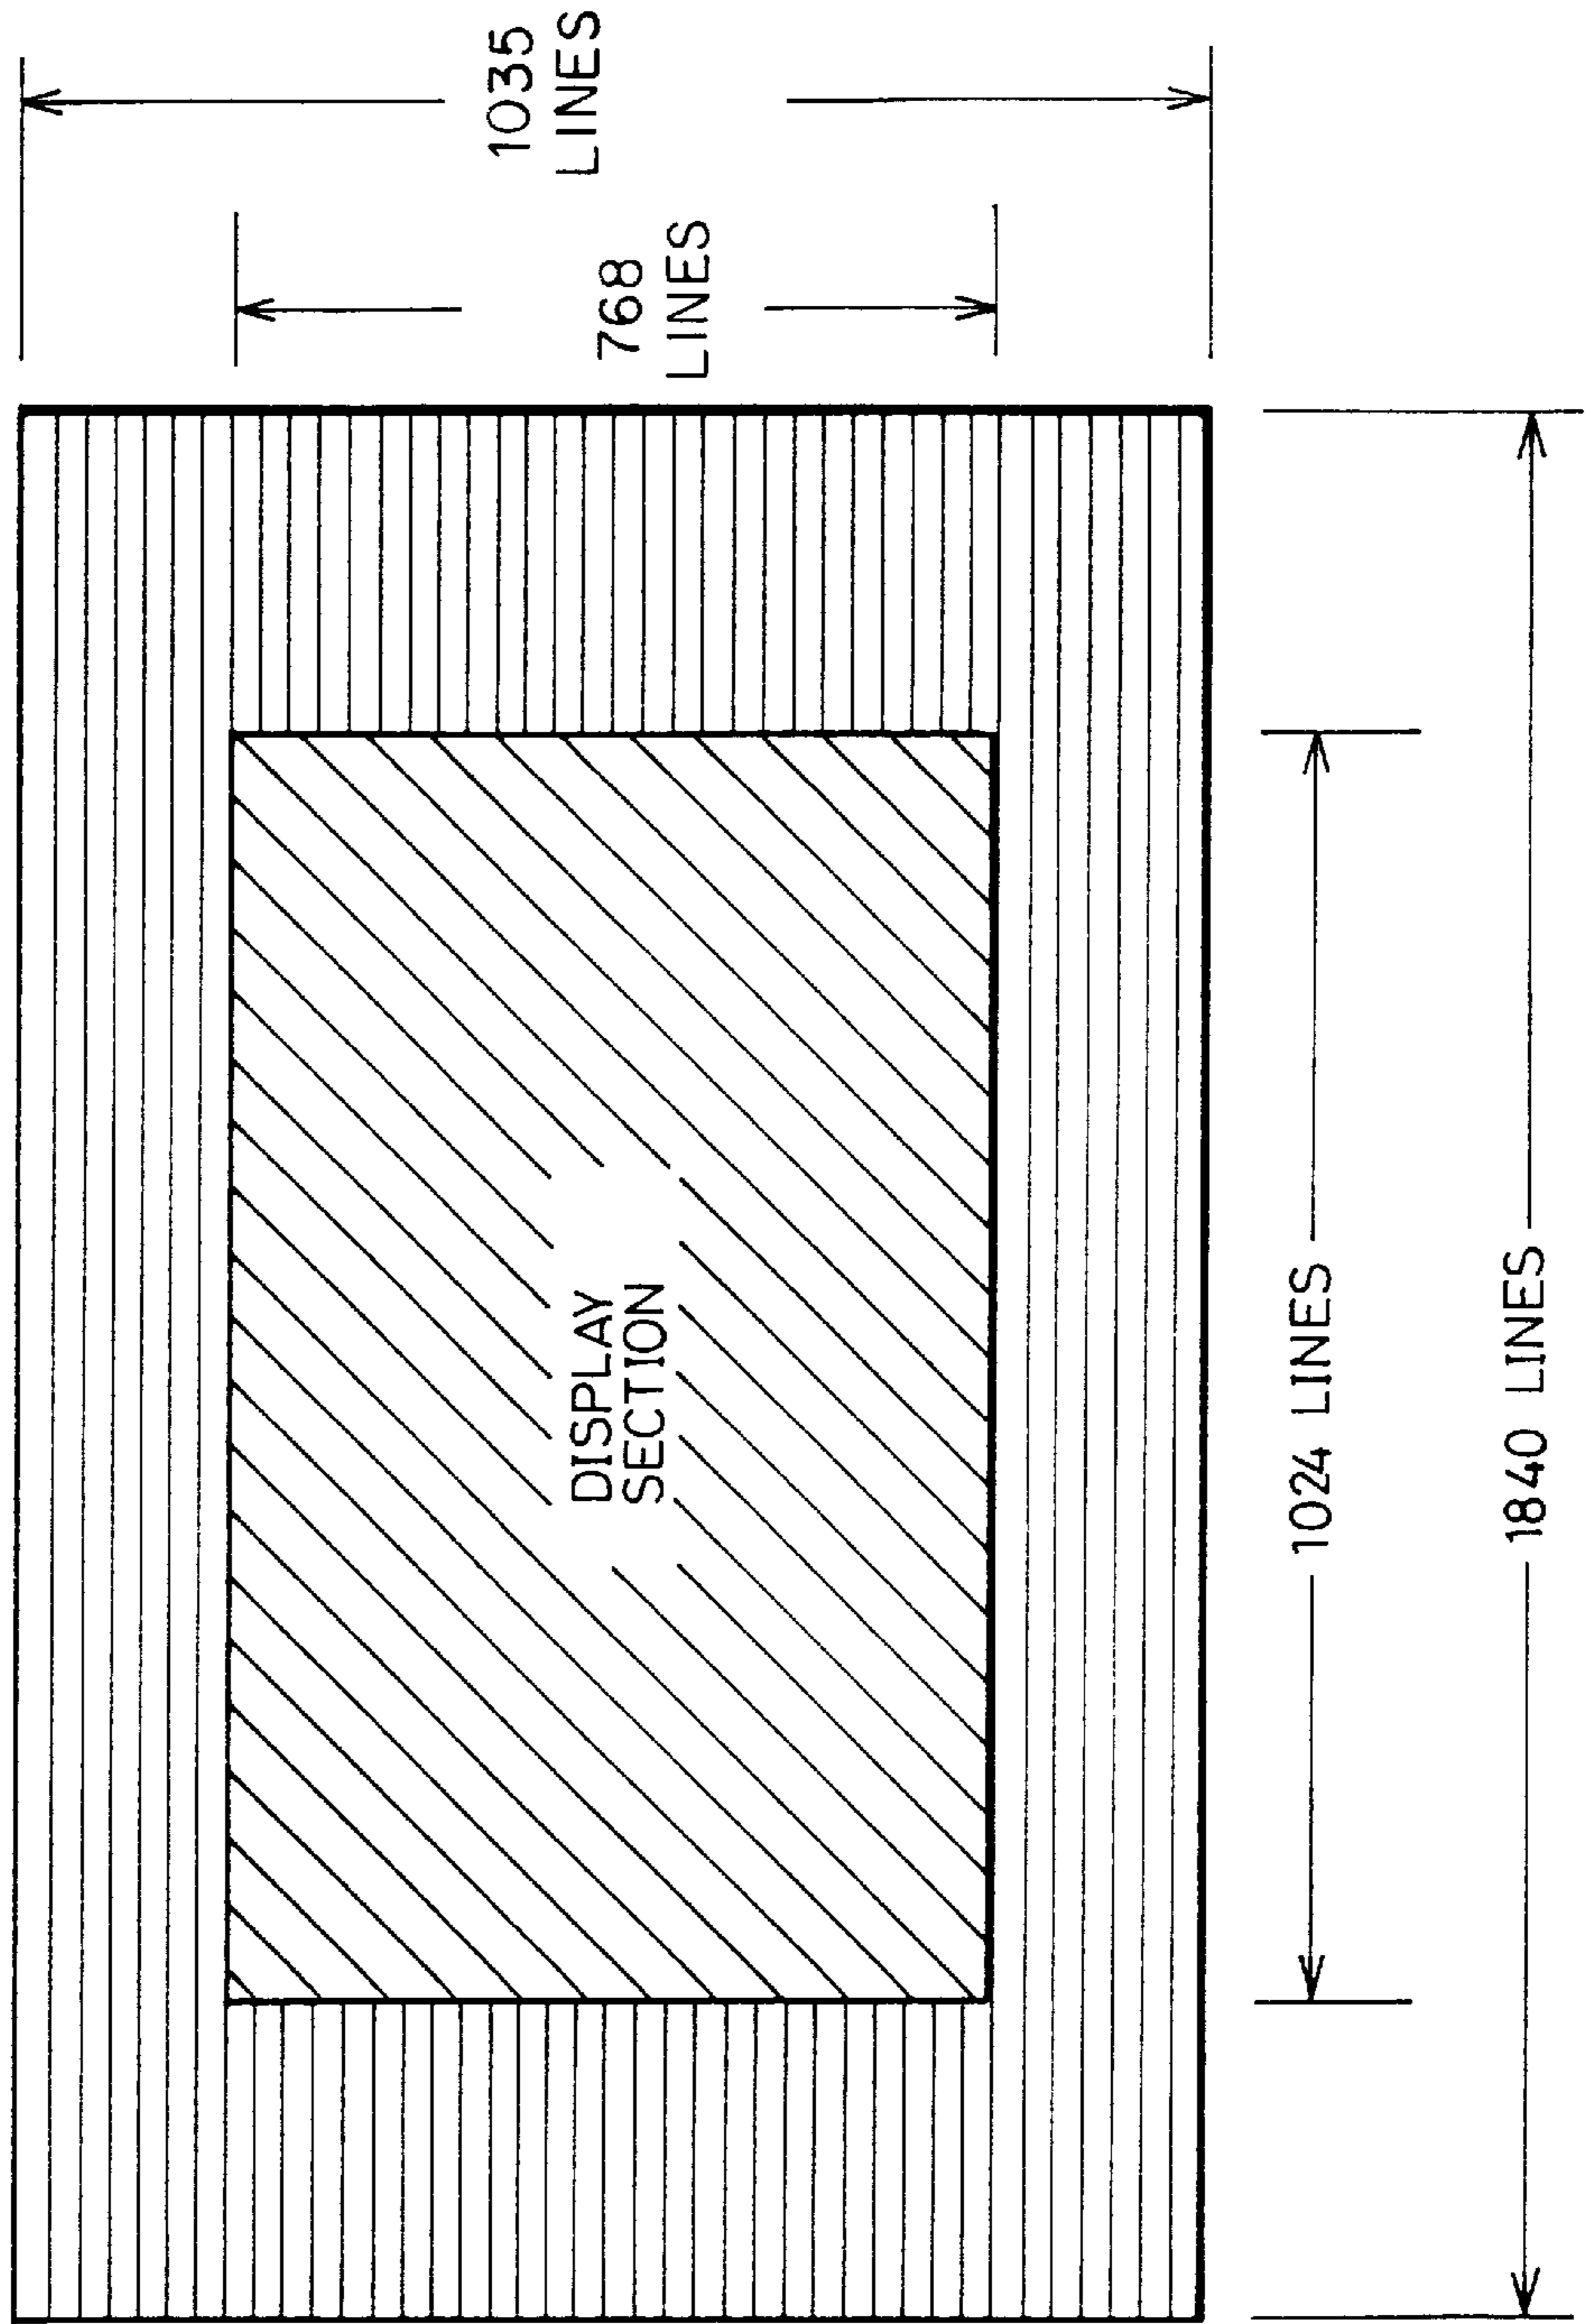 1035
LINES
768
LINES
DISPLAY
SECTION
1024 LINES
1840 LINES